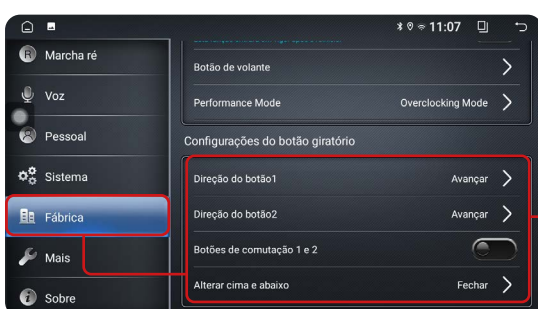 11:07
R Marcha ré
Voz
Pessoal
Sistema
Fábrica
Mais
i Sobre
Botão de volante
Performance Mode Overclocking Mode
Configurações do botão giratório
Direção do botão1 Avançar
Direção do botão2 Avançar
Botões de comutação 1 e 2
Alterar cima e abaixo Fechar